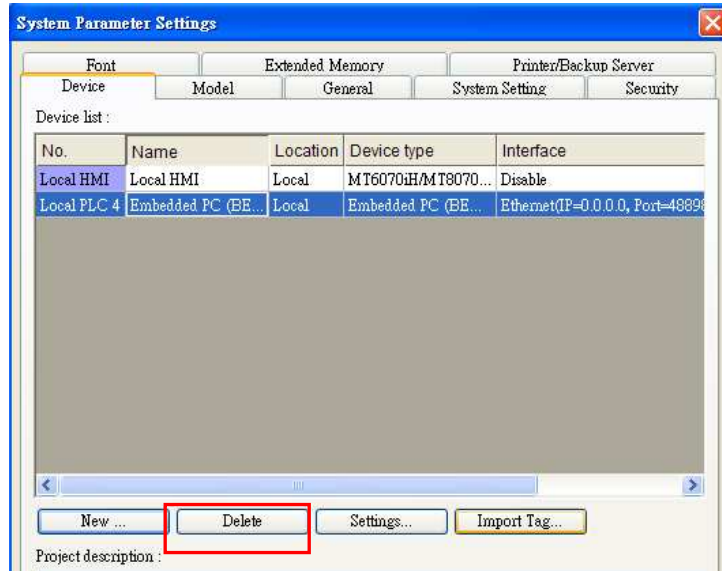 System Parameter Settings
Font Extended Memory Printer/Backup Server
Device Model General System Setting Security
Device list :
No. Name Location Device type Interface
Local HMI Local HMI Local MT6070iH/MT8070... Disable
Local PLC 4 Embedded PC (BE... Local Embedded PC (BE... Ethernet(IP=0.0.0.0, Port=48898
New ... Delete Settings... Import Tag...
Project description :